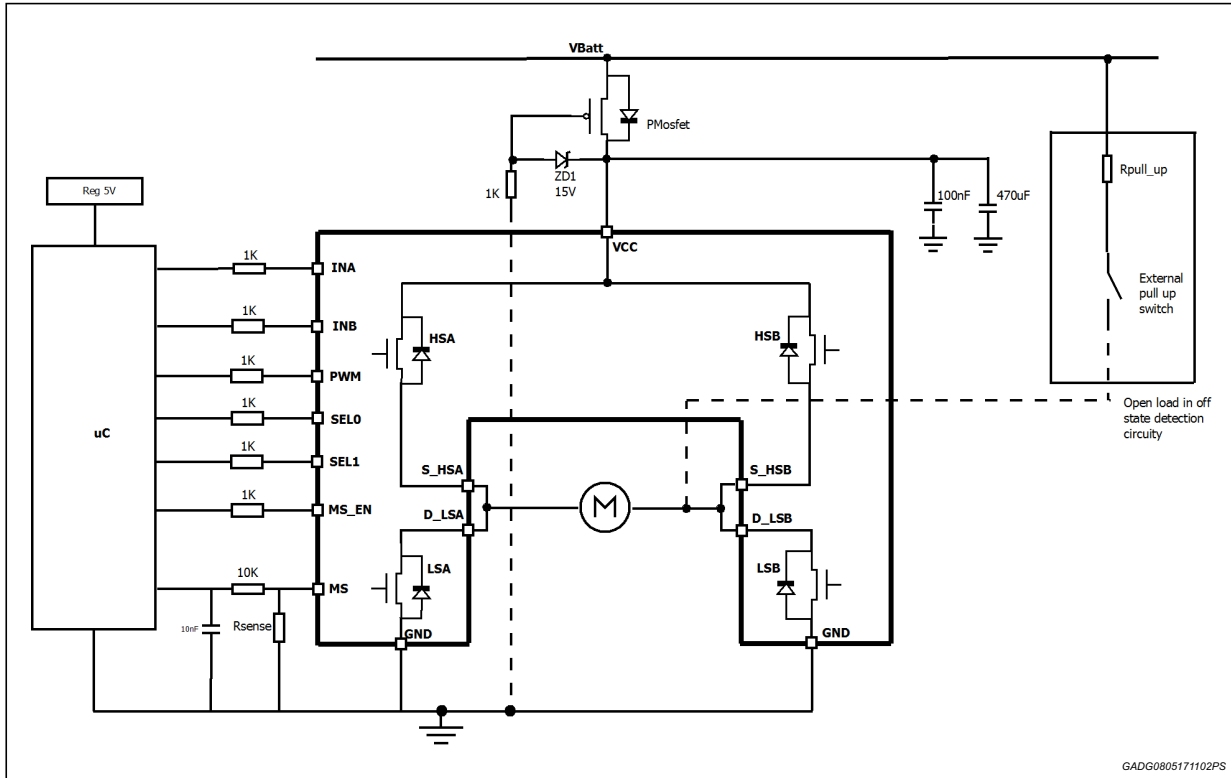 VBatt
PMosfet
ZD1
15V
1K
100nF
470uF
Rpull_up
External
pull up
switch
Open load in off
state detection
circuity
Reg 5V
uC
VCC
1K
INA
1K
INB
1K
PWM
1K
SEL0
1K
SEL1
1K
MS_EN
10K
MS
10nF
Rsense
HSA
HSB
S_HSA
S_HSB
D_LSA
M
D_LSB
LSA
LSB
GND
GND
GADG0805171102PS